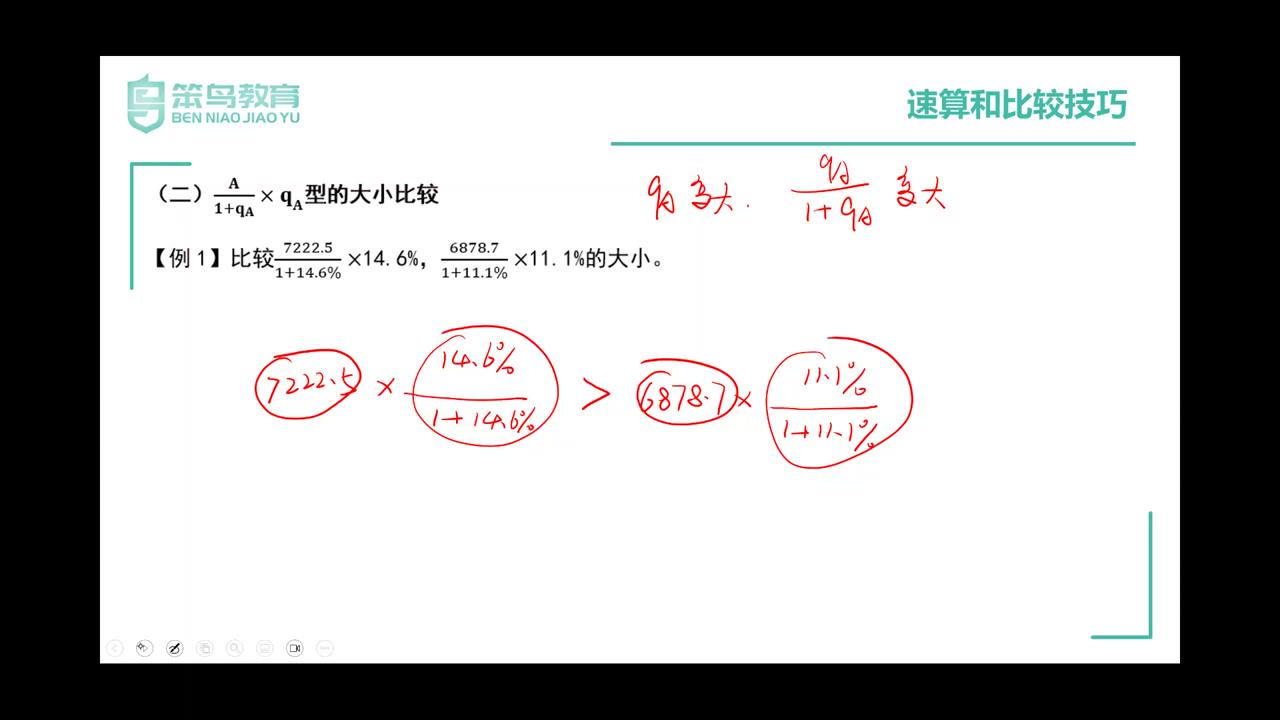 笨鸟教育
BEN NIAO JIAO YU
速算和比较技巧
（二）A/(1+q_A) × q_A型的大小比较
q_A 变大. q_A/(1+q_A) 变大
【例1】比较7222.5/(1+14.6%)×14.6%，6878.7/(1+11.1%)×11.1%的大小。
7222.5 × 14.6%/(1+14.6%) > 6878.7 × 11.1%/(1+11.1%)